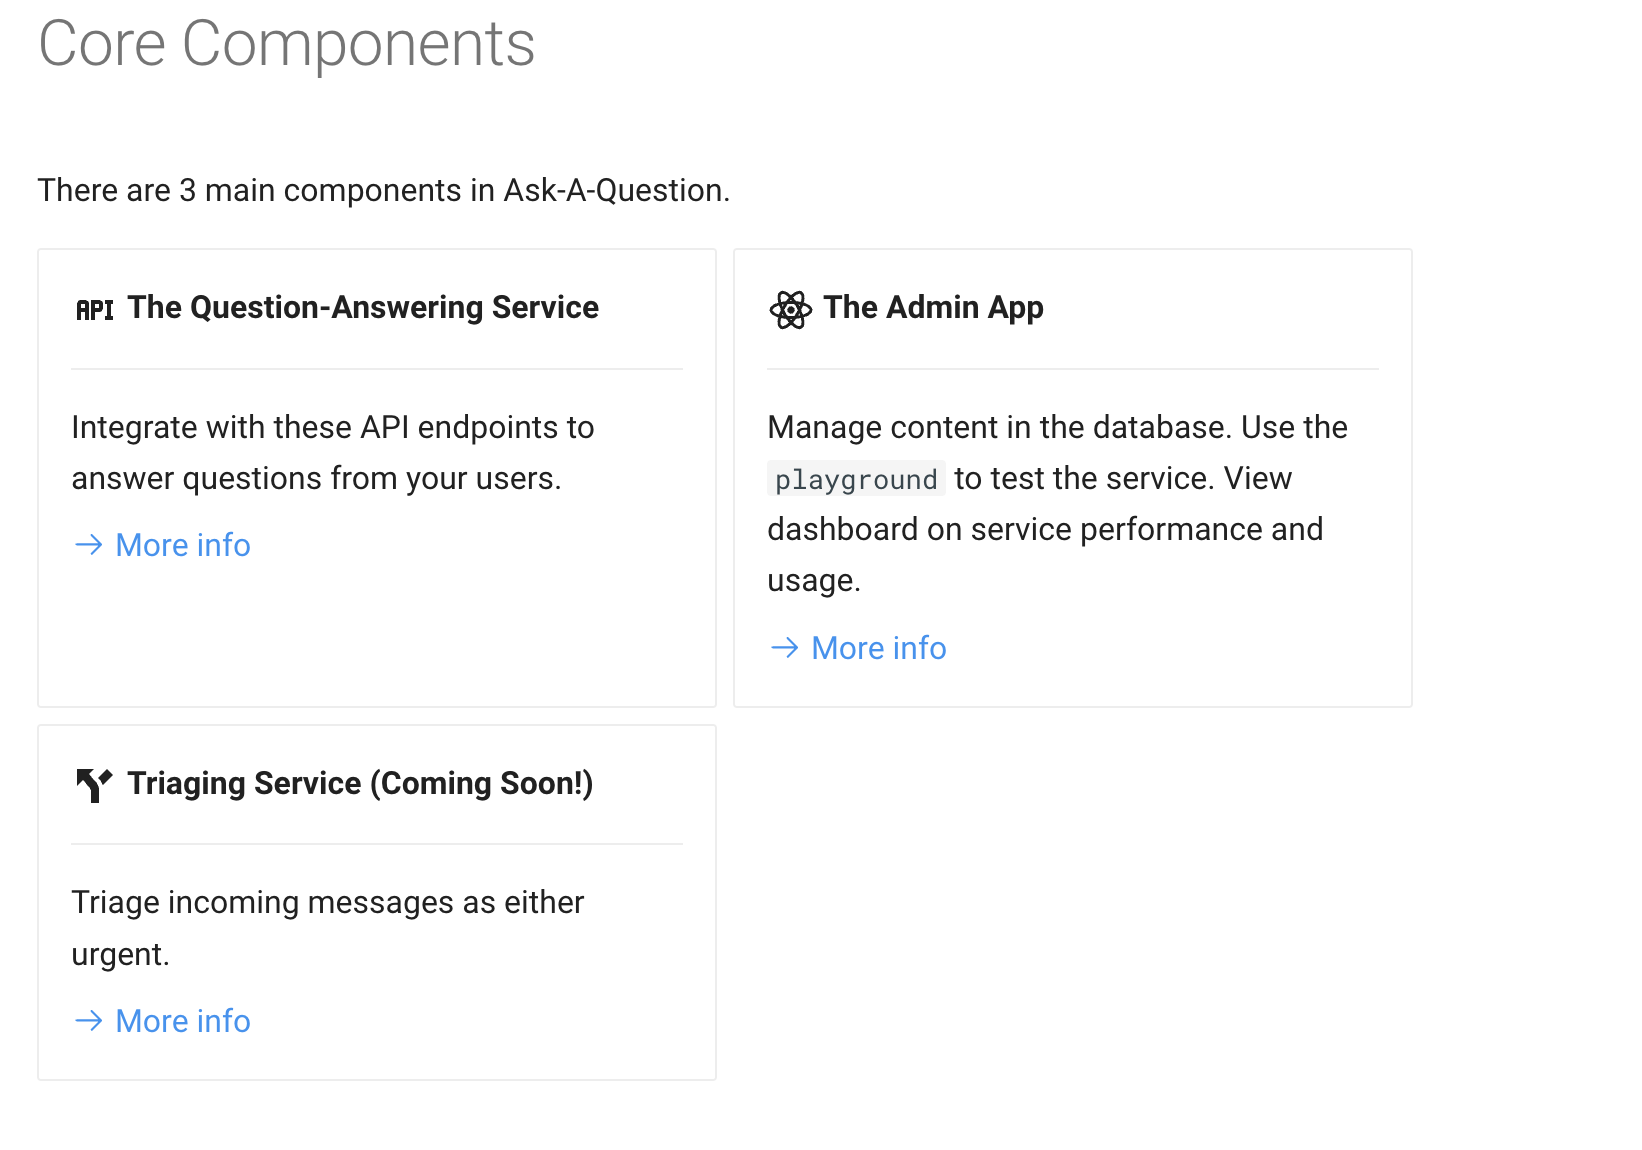 Core Components
There are 3 main components in Ask-A-Question.
API The Question-Answering Service
Integrate with these API endpoints to
answer questions from your users.
→ More info
The Admin App
Manage content in the database. Use the
playground to test the service. View
dashboard on service performance and
usage.
→ More info
Triaging Service (Coming Soon!)
Triage incoming messages as either
urgent.
→ More info